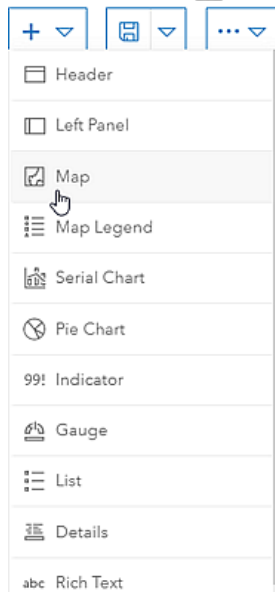 Header
Left Panel
Map
Map Legend
Serial Chart
Pie Chart
99! Indicator
Gauge
List
Details
abc Rich Text